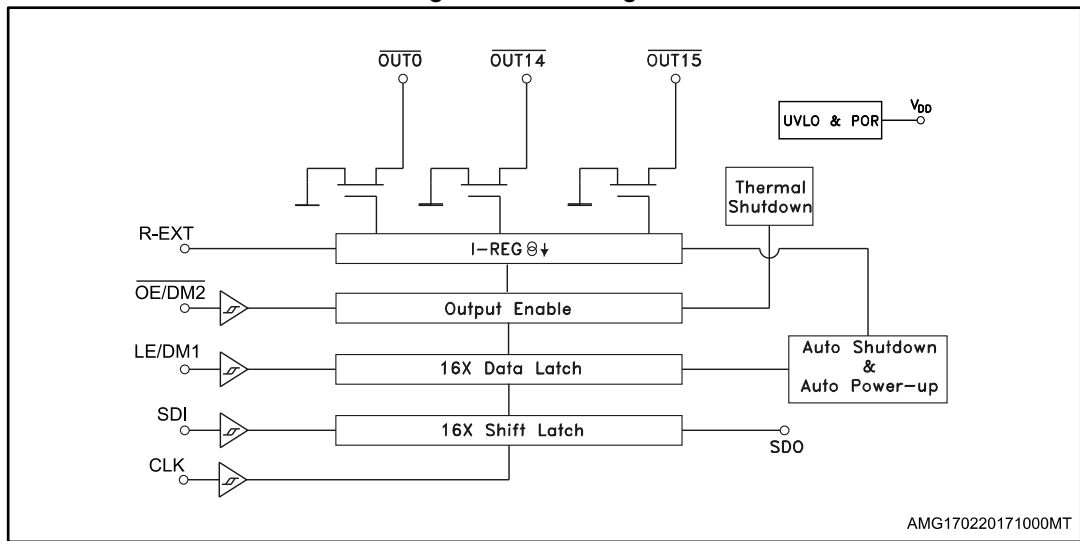 OUT0 OUT14 OUT15
UVLO & POR VDD
Thermal
Shutdown
R-EXT
I-REG
OE/DM2
Output Enable
LE/DM1
16X Data Latch
Auto Shutdown
&
Auto Power-up
SDI
16X Shift Latch
SDO
CLK
AMG170220171000MT